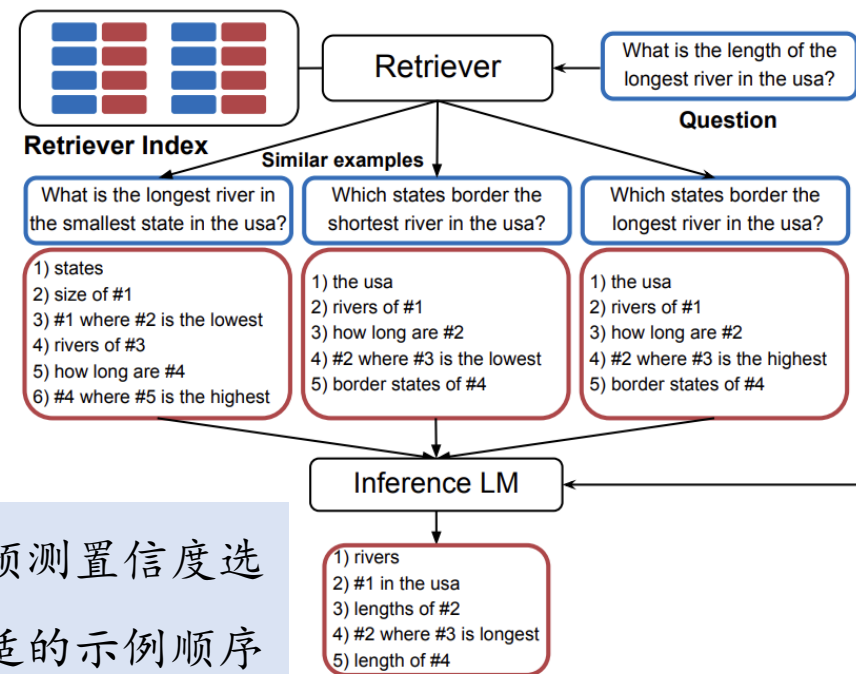 Retriever
What is the length of the
longest river in the usa?
Question
Retriever Index
Similar examples
What is the longest river in
the smallest state in the usa?
Which states border the
shortest river in the usa?
Which states border the
longest river in the usa?
1) states
2) size of #1
3) #1 where #2 is the lowest
4) rivers of #3
5) how long are #4
6) #4 where #5 is the highest
1) the usa
2) rivers of #1
3) how long are #2
4) #2 where #3 is the lowest
5) border states of #4
1) the usa
2) rivers of #1
3) how long are #2
4) #2 where #3 is the highest
5) border states of #4
Inference LM
1) rivers
2) #1 in the usa
3) lengths of #2
4) #2 where #3 is longest
5) length of #4
预测置信度选
适的示例顺序